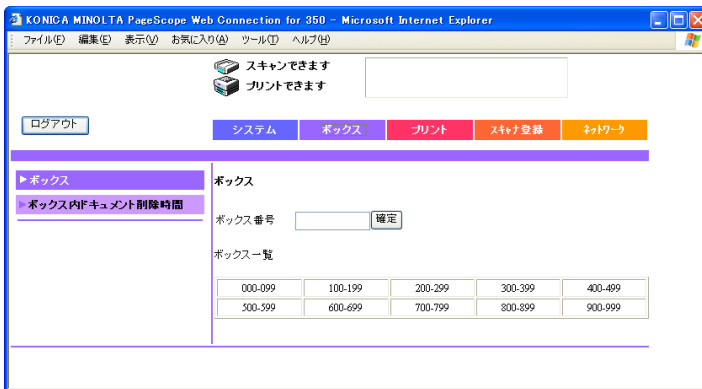 KONICA MINOLTA PageScope Web Connection for 350 - Microsoft Internet Explorer
ファイル(F) 編集(E) 表示(V) お気に入り(A) ツール(T) ヘルプ(H)
スキャンできます
プリントできます
ログアウト
システム ボックス プリント スキャナ登録 ネットワーク
ボックス
ボックス内ドキュメント削除時間
ボックス
ボックス番号 確定
ボックス一覧
000-099 100-199 200-299 300-399 400-499
500-599 600-699 700-799 800-899 900-999